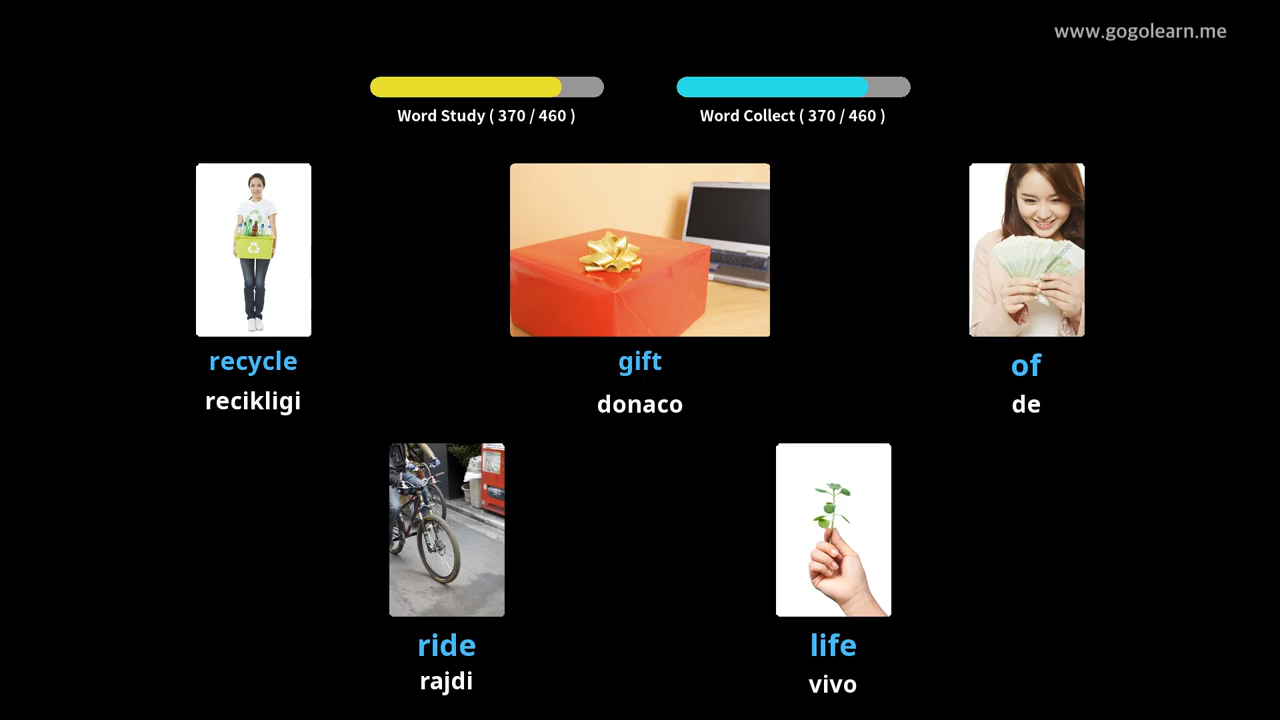 www.gogolearn.me
Word Study ( 370 / 460 )
Word Collect ( 370 / 460 )
recycle
recikligi
gift
donaco
of
de
ride
rajdi
life
vivo